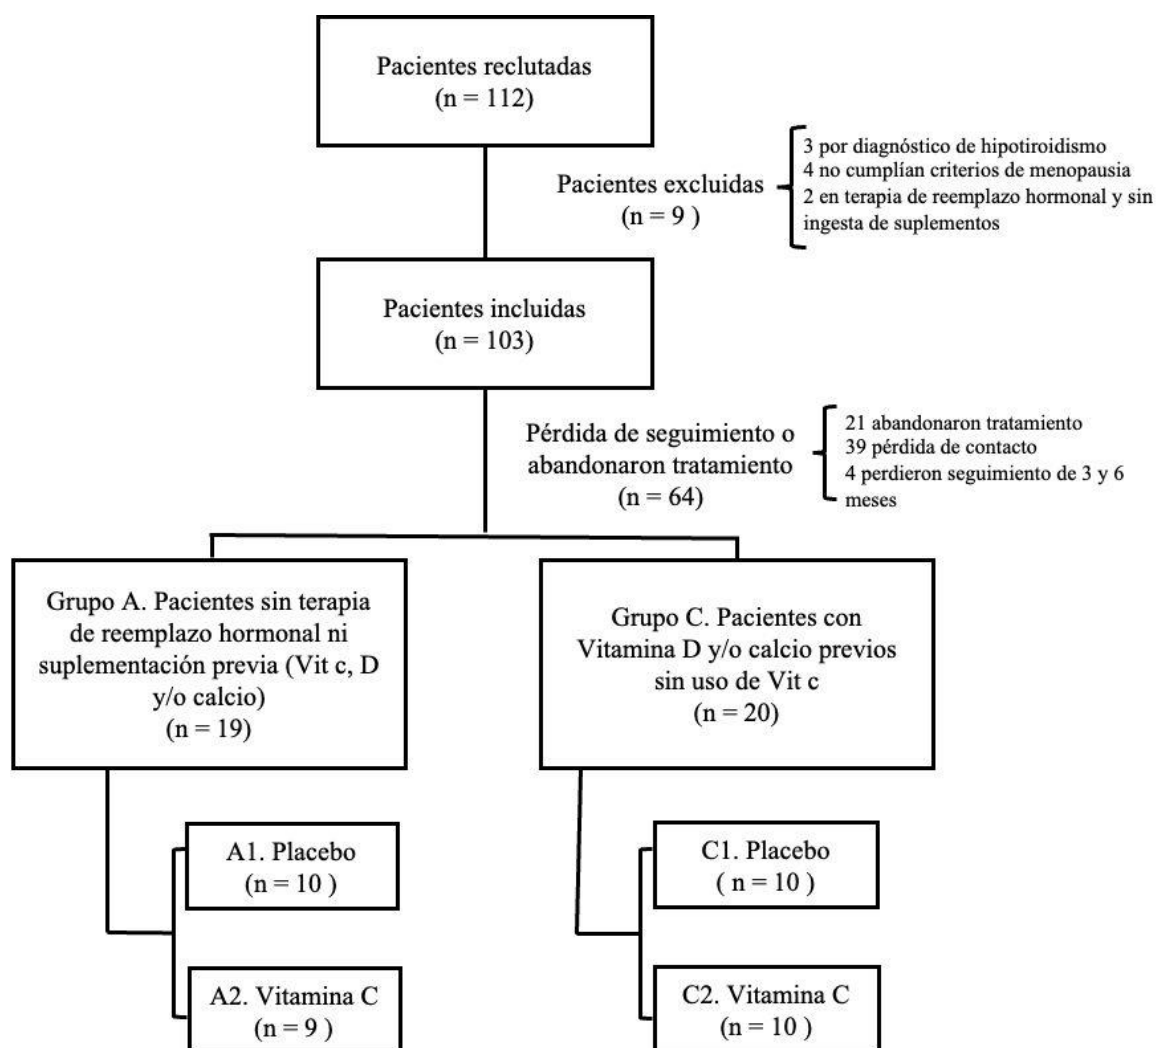 Pacientes reclutadas
(n = 112)
Pacientes excluidas
(n = 9 )
3 por diagnóstico de hipotiroidismo
4 no cumplían criterios de menopausia
2 en terapia de reemplazo hormonal y sin
ingesta de suplementos
Pacientes incluidas
(n = 103)
Pérdida de seguimiento o
abandonaron tratamiento
(n = 64)
21 abandonaron tratamiento
39 pérdida de contacto
4 perdieron seguimiento de 3 y 6
meses
Grupo A. Pacientes sin terapia
de reemplazo hormonal ni
suplementación previa (Vit c, D
y/o calcio)
(n = 19)
Grupo C. Pacientes con
Vitamina D y/o calcio previos
sin uso de Vit c
(n = 20)
A1. Placebo
(n = 10 )
C1. Placebo
( n = 10 )
A2. Vitamina C
(n = 9 )
C2. Vitamina C
(n = 10 )